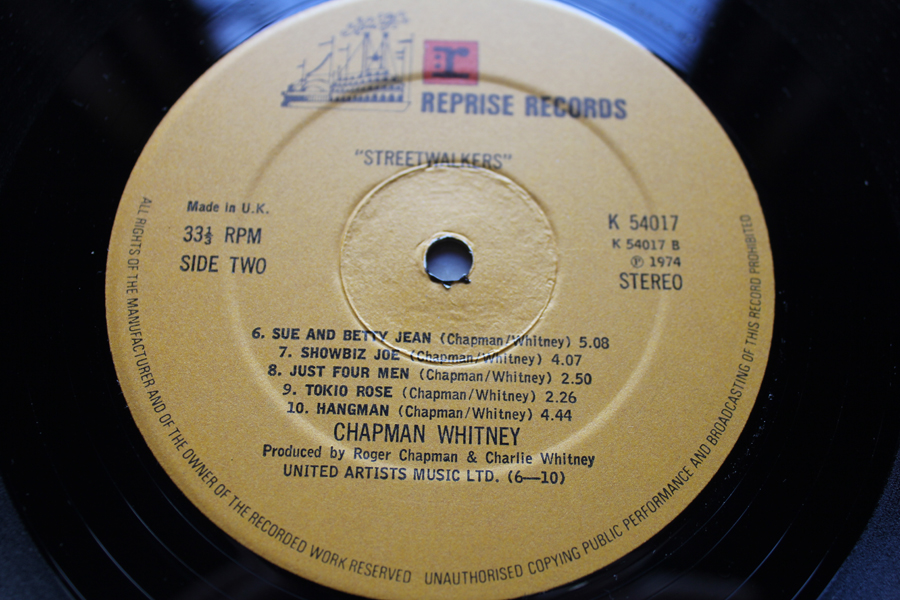 r
REPRISE RECORDS
"STREETWALKERS"
Made in U.K.
33⅓ RPM
SIDE TWO
K 54017
K 54017 B
℗ 1974
STEREO
6. SUE AND BETTY JEAN (Chapman/Whitney) 5.08
7. SHOWBIZ JOE (Chapman/Whitney) 4.07
8. JUST FOUR MEN (Chapman/Whitney) 2.50
9. TOKIO ROSE (Chapman/Whitney) 2.26
10. HANGMAN (Chapman/Whitney) 4.44
CHAPMAN WHITNEY
Produced by Roger Chapman & Charlie Whitney
UNITED ARTISTS MUSIC LTD. (6—10)
ALL RIGHTS OF THE MANUFACTURER AND OF THE OWNER OF THE RECORDED WORK RESERVED UNAUTHORISED COPYING PUBLIC PERFORMANCE AND BROADCASTING OF THIS RECORD PROHIBITED